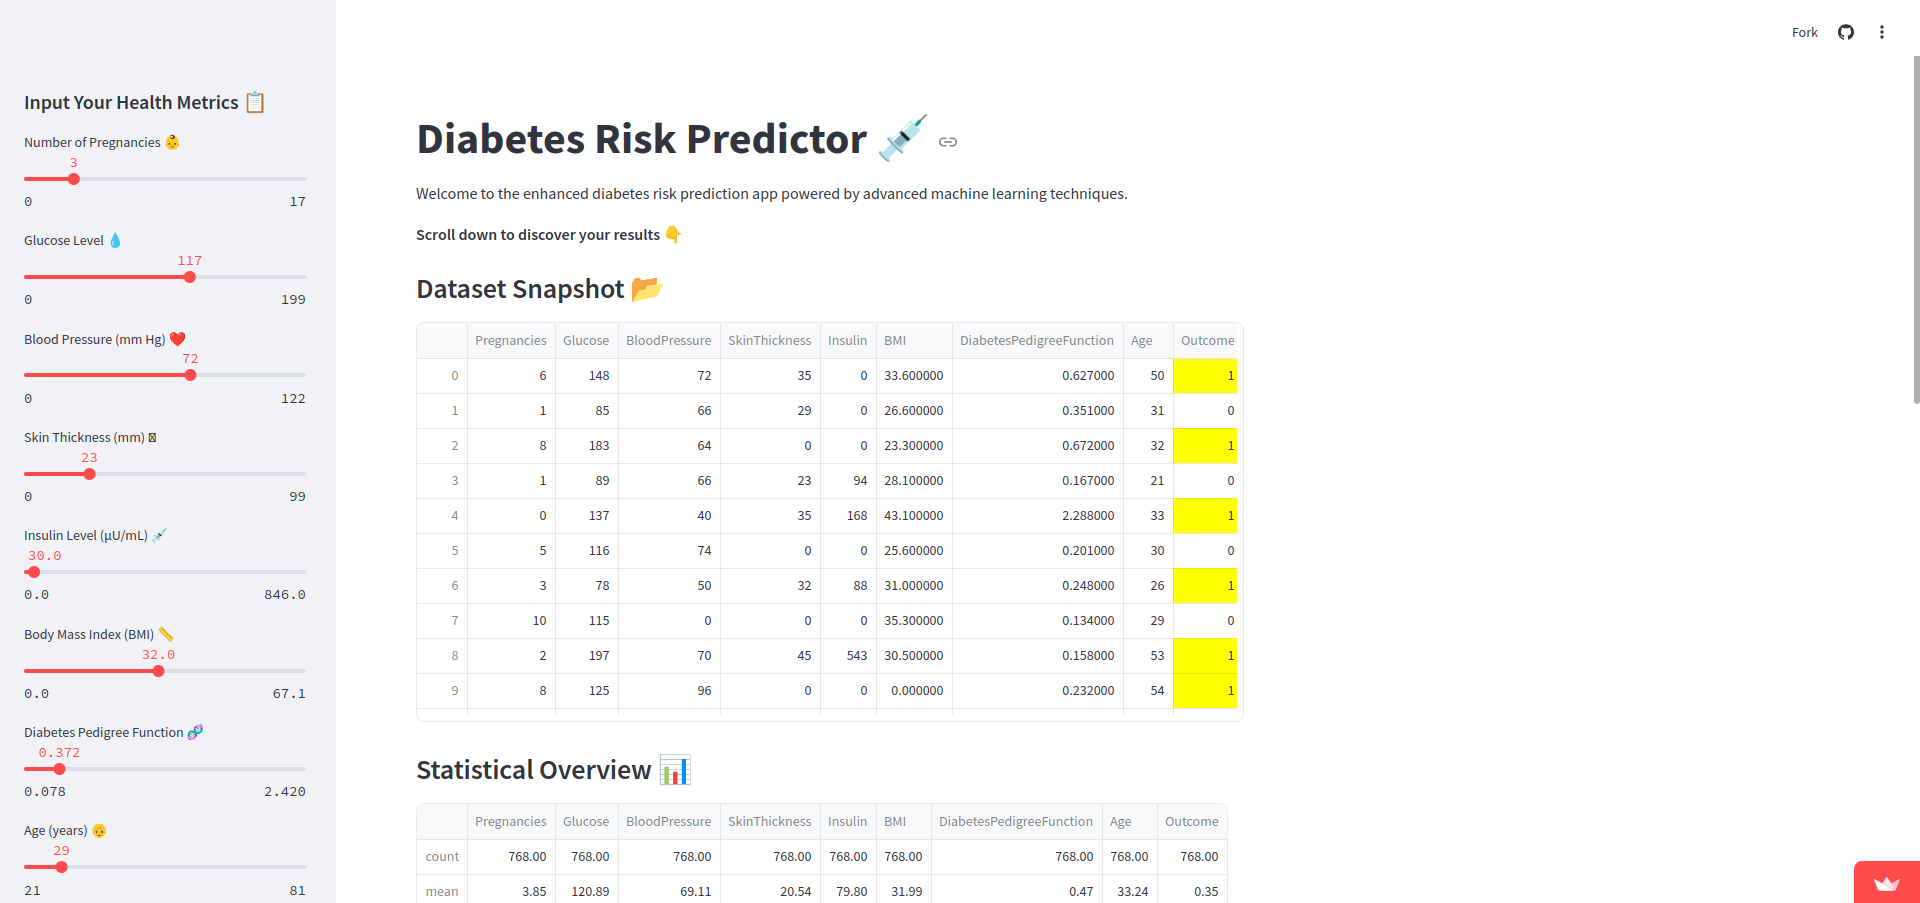 Fork
Input Your Health Metrics 📋
Number of Pregnancies 👶
3
0 17
Glucose Level 💧
117
0 199
Blood Pressure (mm Hg) ❤️
72
0 122
Skin Thickness (mm)
23
0 99
Insulin Level (μU/mL) 💉
30.0
0.0 846.0
Body Mass Index (BMI) 📏
32.0
0.0 67.1
Diabetes Pedigree Function 🧬
0.372
0.078 2.420
Age (years) 👴
29
21 81
Diabetes Risk Predictor 💉
Welcome to the enhanced diabetes risk prediction app powered by advanced machine learning techniques.
Scroll down to discover your results 👇
Dataset Snapshot 📂
Pregnancies Glucose BloodPressure SkinThickness Insulin BMI DiabetesPedigreeFunction Age Outcome
0 6 148 72 35 0 33.600000 0.627000 50 1
1 1 85 66 29 0 26.600000 0.351000 31 0
2 8 183 64 0 0 23.300000 0.672000 32 1
3 1 89 66 23 94 28.100000 0.167000 21 0
4 0 137 40 35 168 43.100000 2.288000 33 1
5 5 116 74 0 0 25.600000 0.201000 30 0
6 3 78 50 32 88 31.000000 0.248000 26 1
7 10 115 0 0 0 35.300000 0.134000 29 0
8 2 197 70 45 543 30.500000 0.158000 53 1
9 8 125 96 0 0 0.000000 0.232000 54 1
Statistical Overview 📊
Pregnancies Glucose BloodPressure SkinThickness Insulin BMI DiabetesPedigreeFunction Age Outcome
count 768.00 768.00 768.00 768.00 768.00 768.00 768.00 768.00 768.00
mean 3.85 120.89 69.11 20.54 79.80 31.99 0.47 33.24 0.35